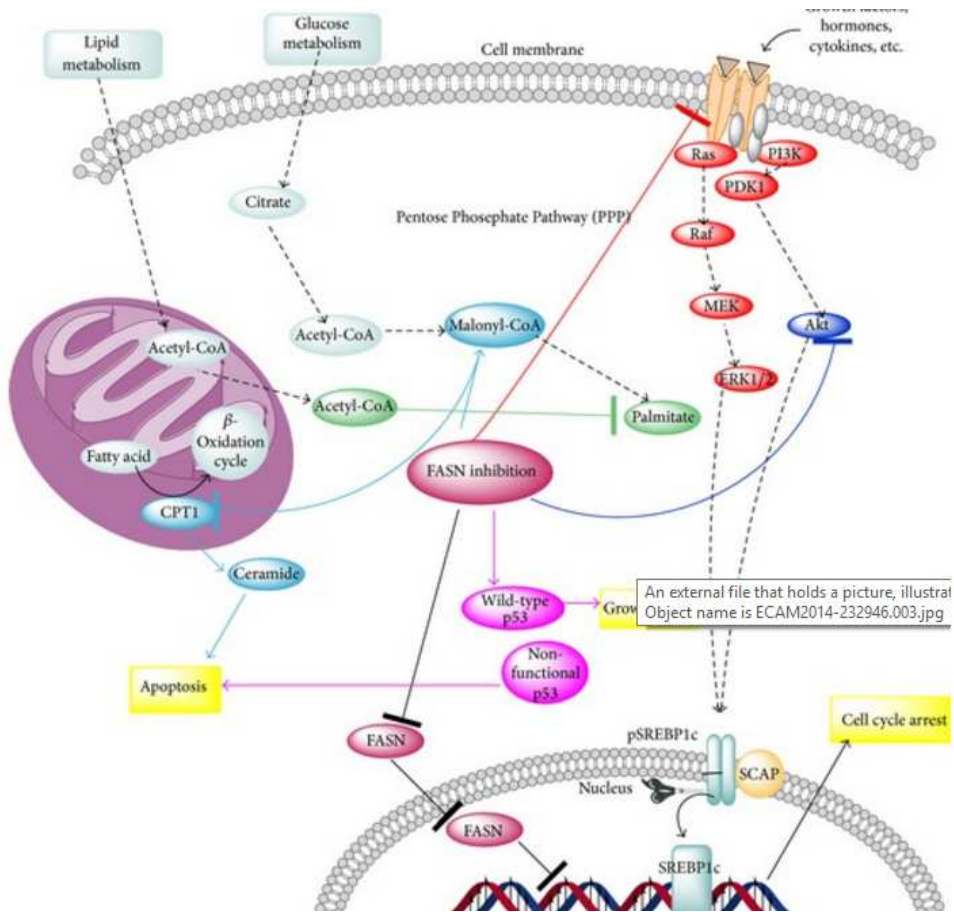 Growth factors,
hormones,
cytokines, etc.
Lipid
metabolism
Glucose
metabolism
Cell membrane
Ras
PI3K
PDK1
Citrate
Pentose Phosephate Pathway (PPP)
Raf
MEK
Acetyl-CoA
Malonyl-CoA
Akt
Acetyl-CoA
ERK1/2
Acetyl-CoA
Palmitate
β-
Oxidation
cycle
Fatty acid
FASN inhibition
CPT1
Ceramide
Wild-type
p53
Grow
An external file that holds a picture, illustrat
Object name is ECAM2014-232946.003.jpg
Non-
functional
p53
Apoptosis
Cell cycle arrest
FASN
pSREBP1c
SCAP
Nucleus
FASN
SREBP1c